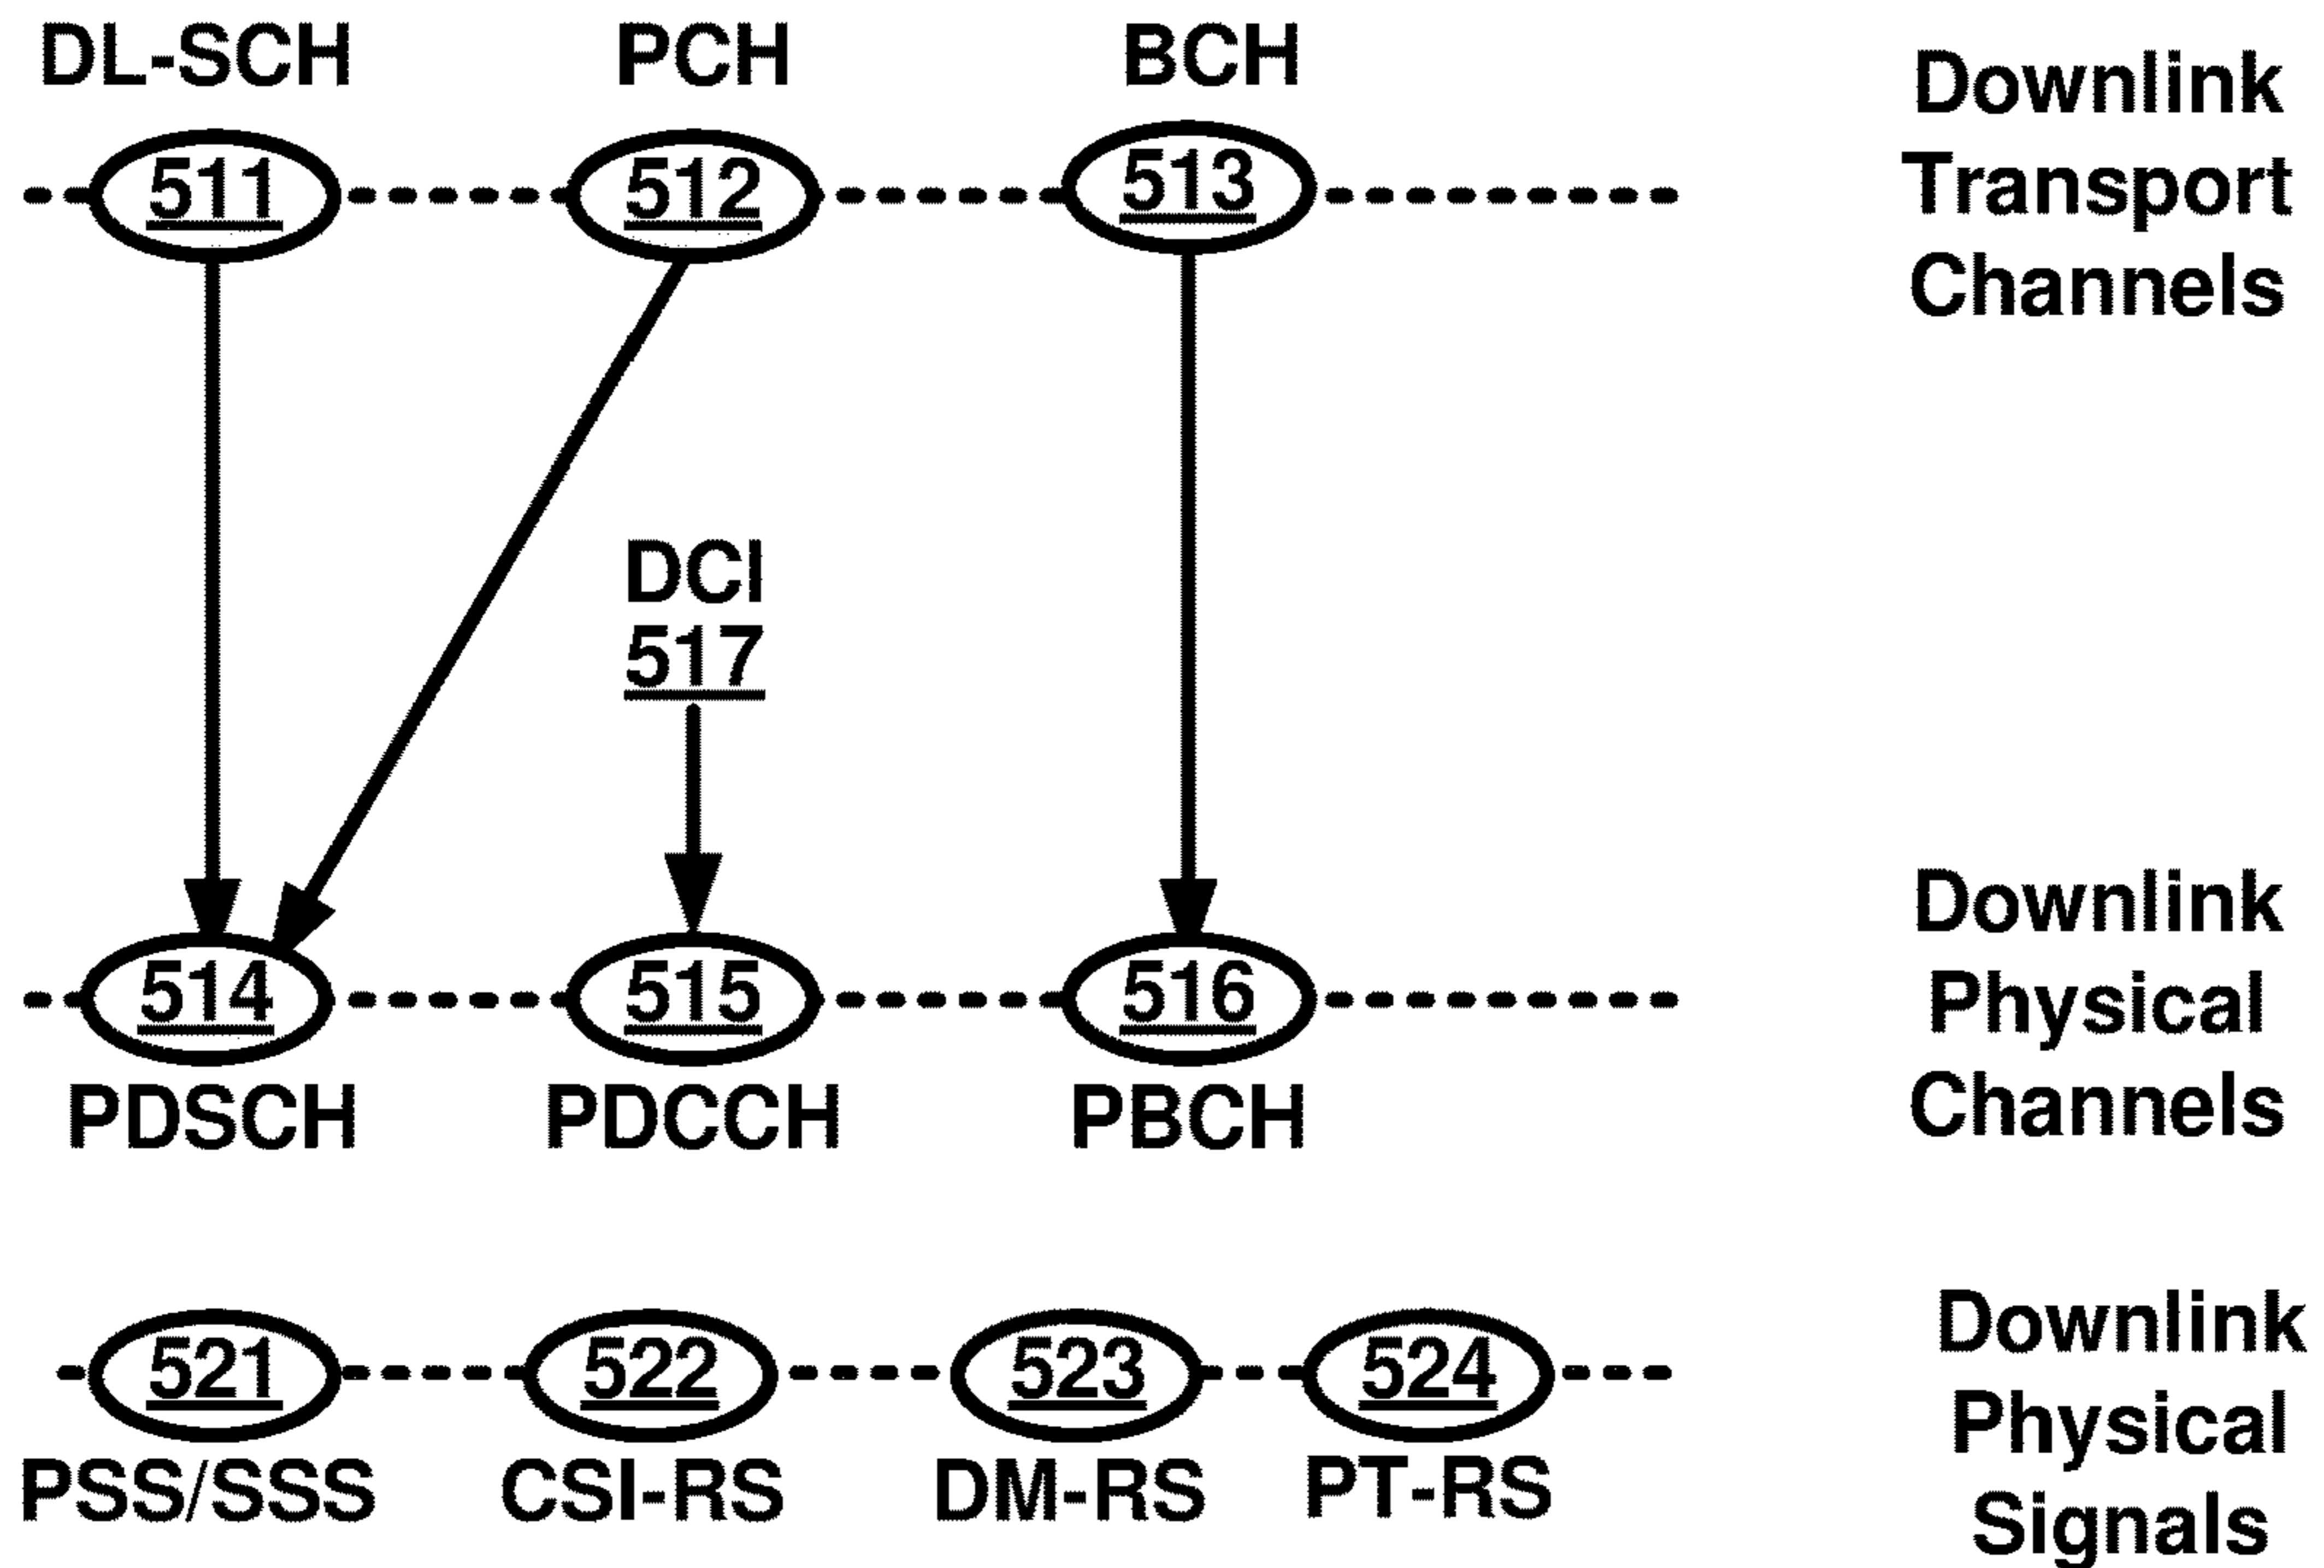 DL-SCH
PCH
BCH
Downlink
Transport
Channels
511
512
513
DCI
517
Downlink
Physical
Channels
514
515
516
PDSCH
PDCCH
PBCH
Downlink
Physical
Signals
521
522
523
524
PSS/SSS
CSI-RS
DM-RS
PT-RS